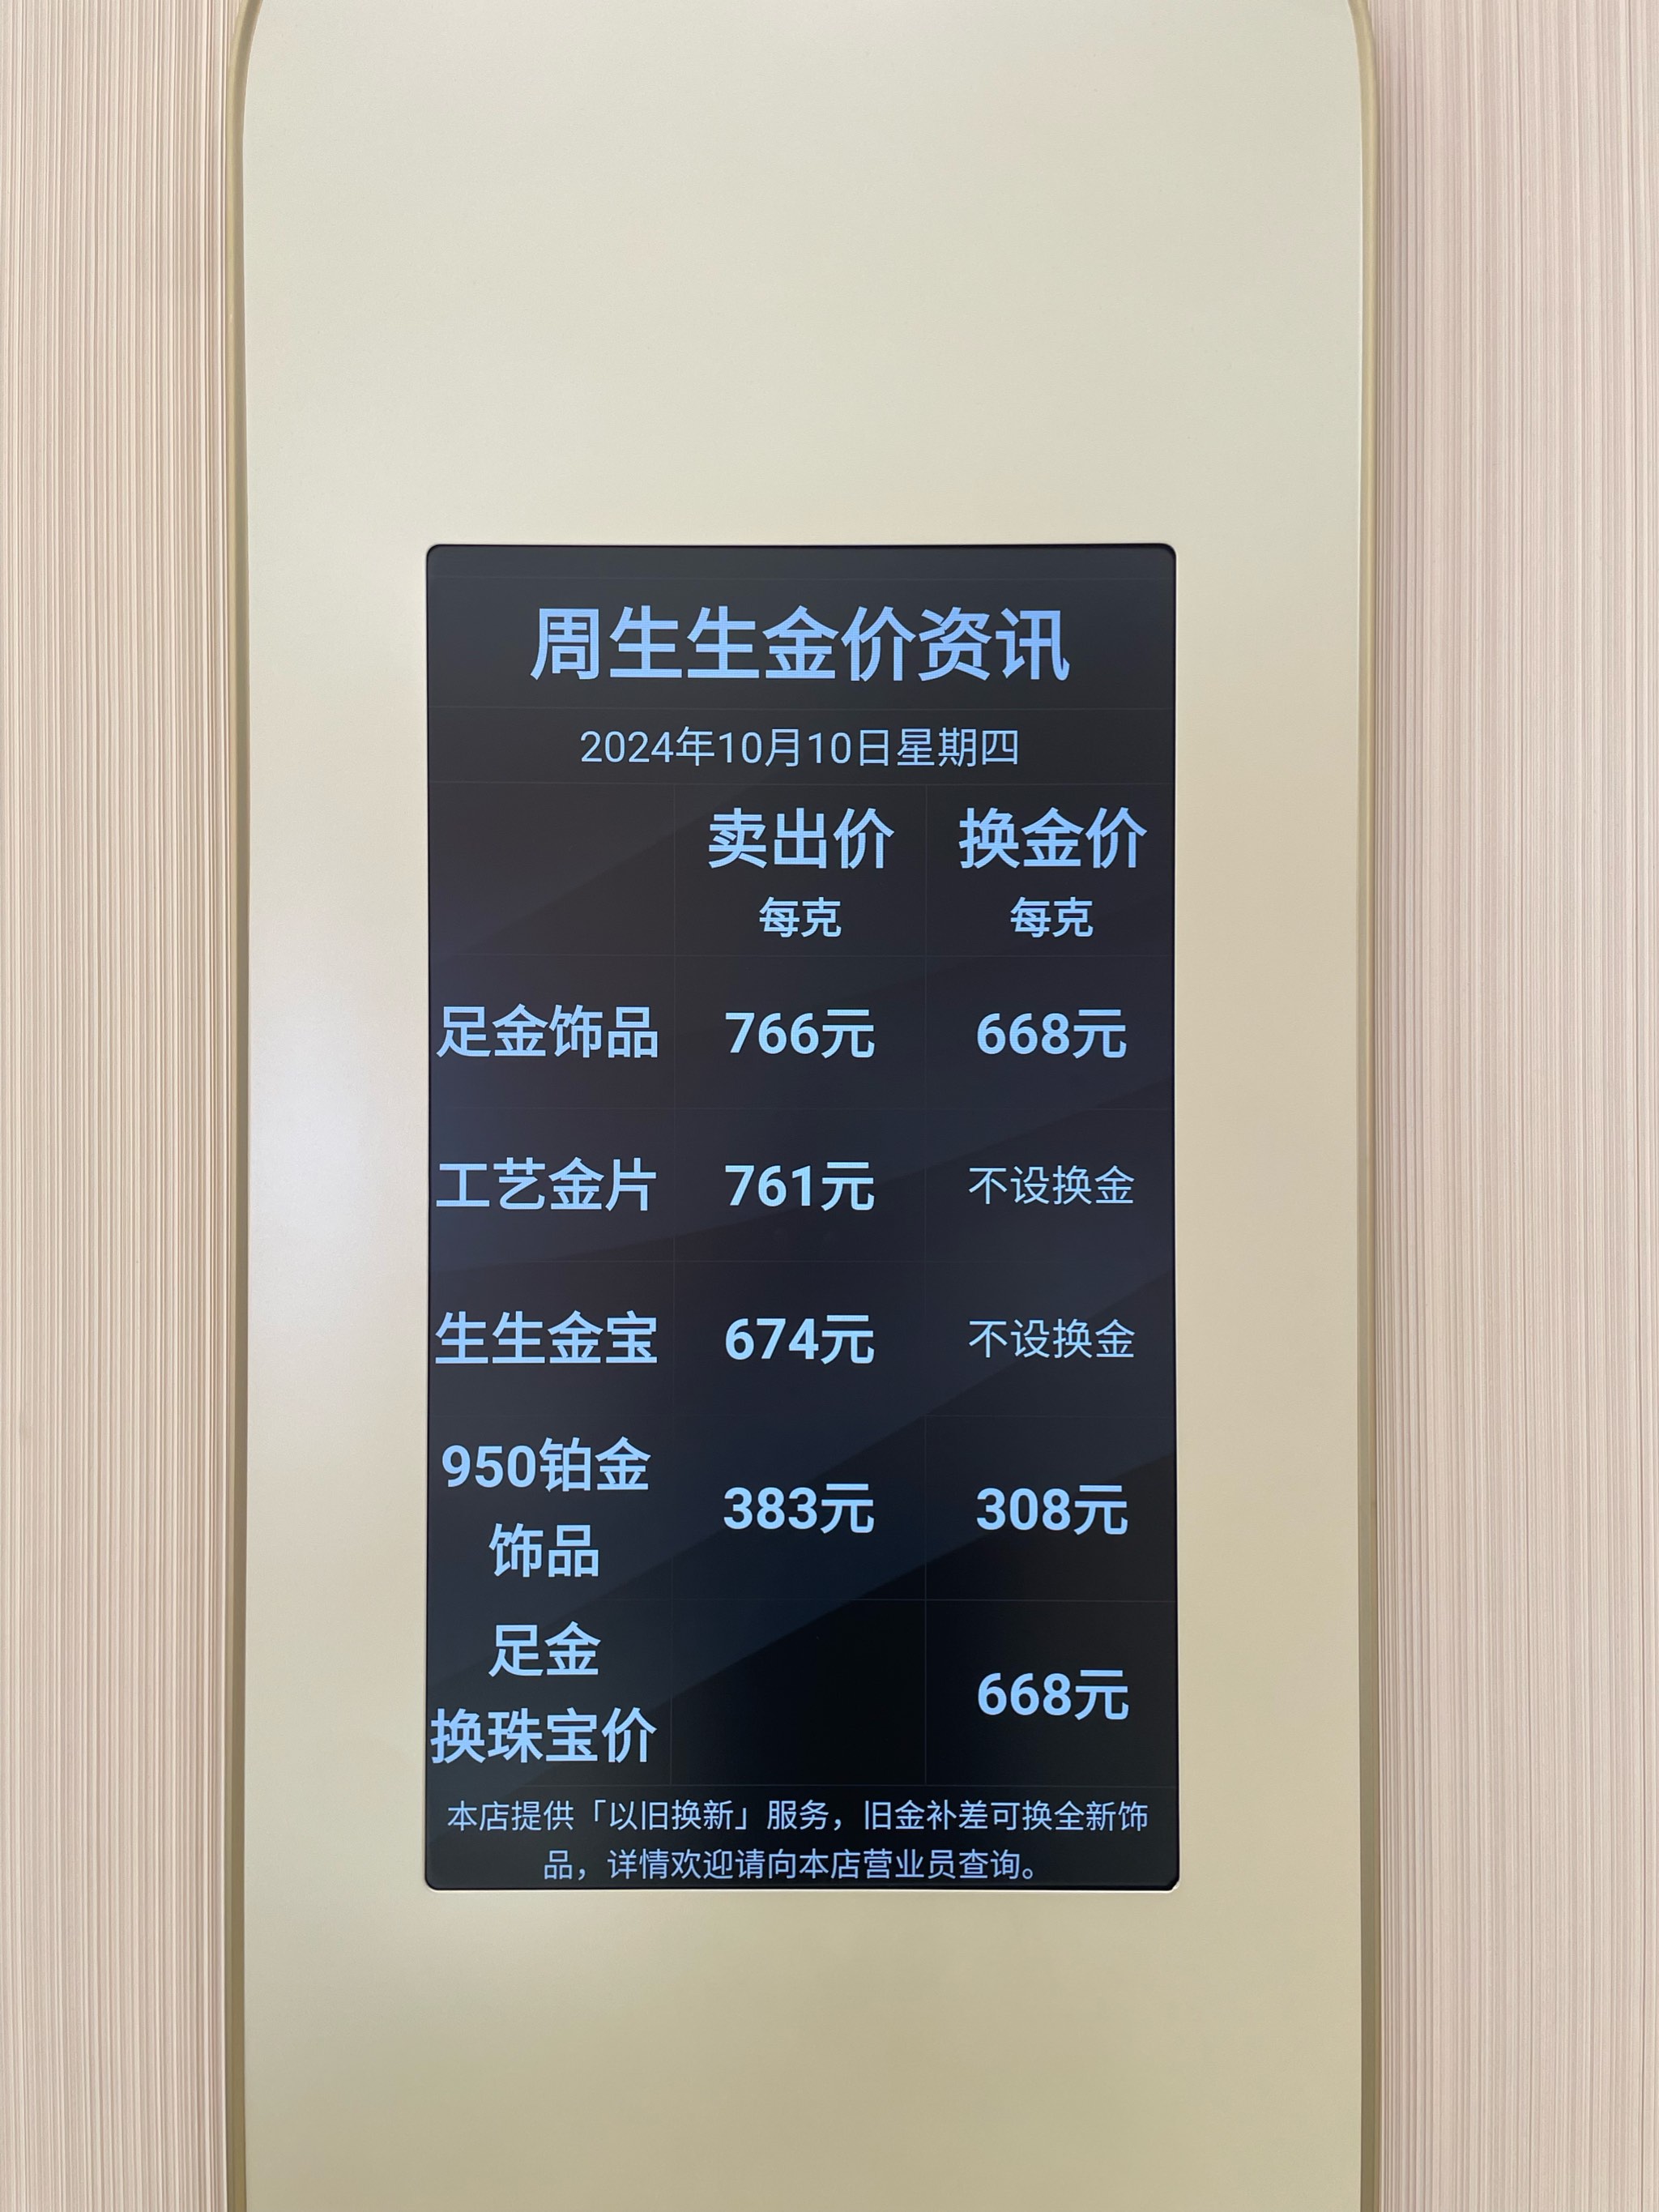 周生生金价资讯
2024年10月10日星期四
卖出价 换金价
每克 每克
足金饰品 766元 668元
工艺金片 761元 不设换金
生生金宝 674元 不设换金
950铂金
饰品 383元 308元
足金
换珠宝价 668元
本店提供「以旧换新」服务，旧金补差可换全新饰
品，详情欢迎请向本店营业员查询。